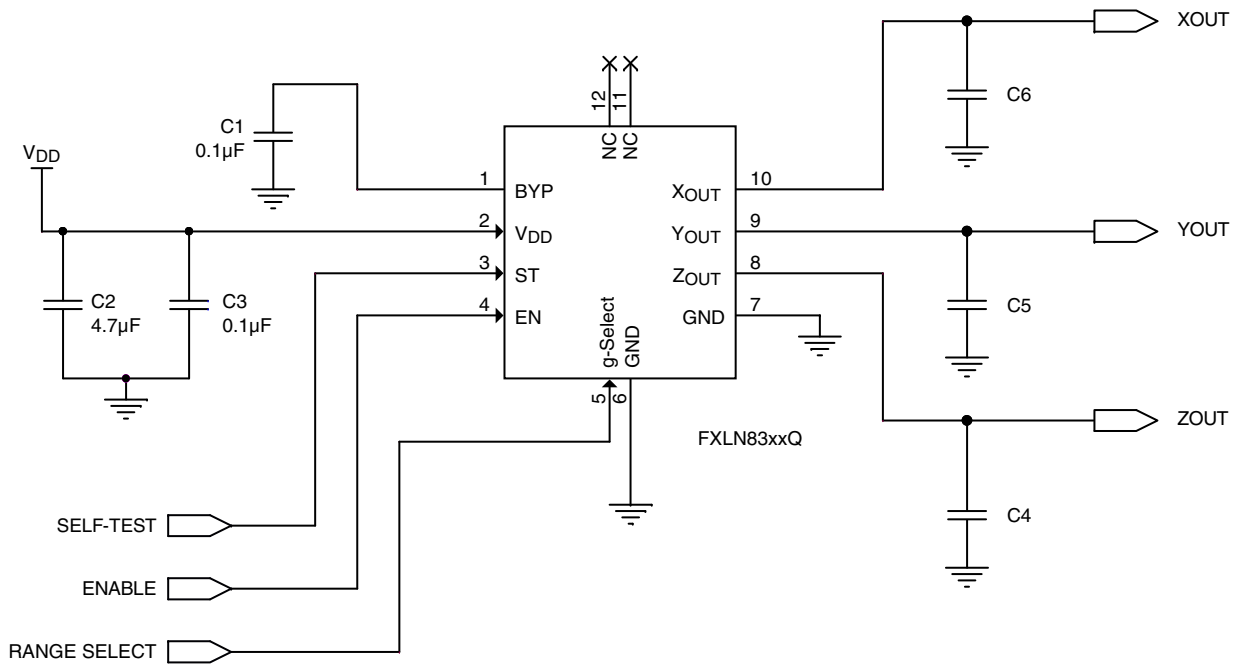 XOUT
C6
12
11
NC
NC
C1
0.1µF
VDD
1
BYP
XOUT
10
2
VDD
YOUT
9
YOUT
3
ST
ZOUT
8
C2
4.7µF
C3
0.1µF
4
EN
GND
7
C5
g-Select
GND
5
6
ZOUT
FXLN83xxQ
SELF-TEST
C4
ENABLE
RANGE SELECT